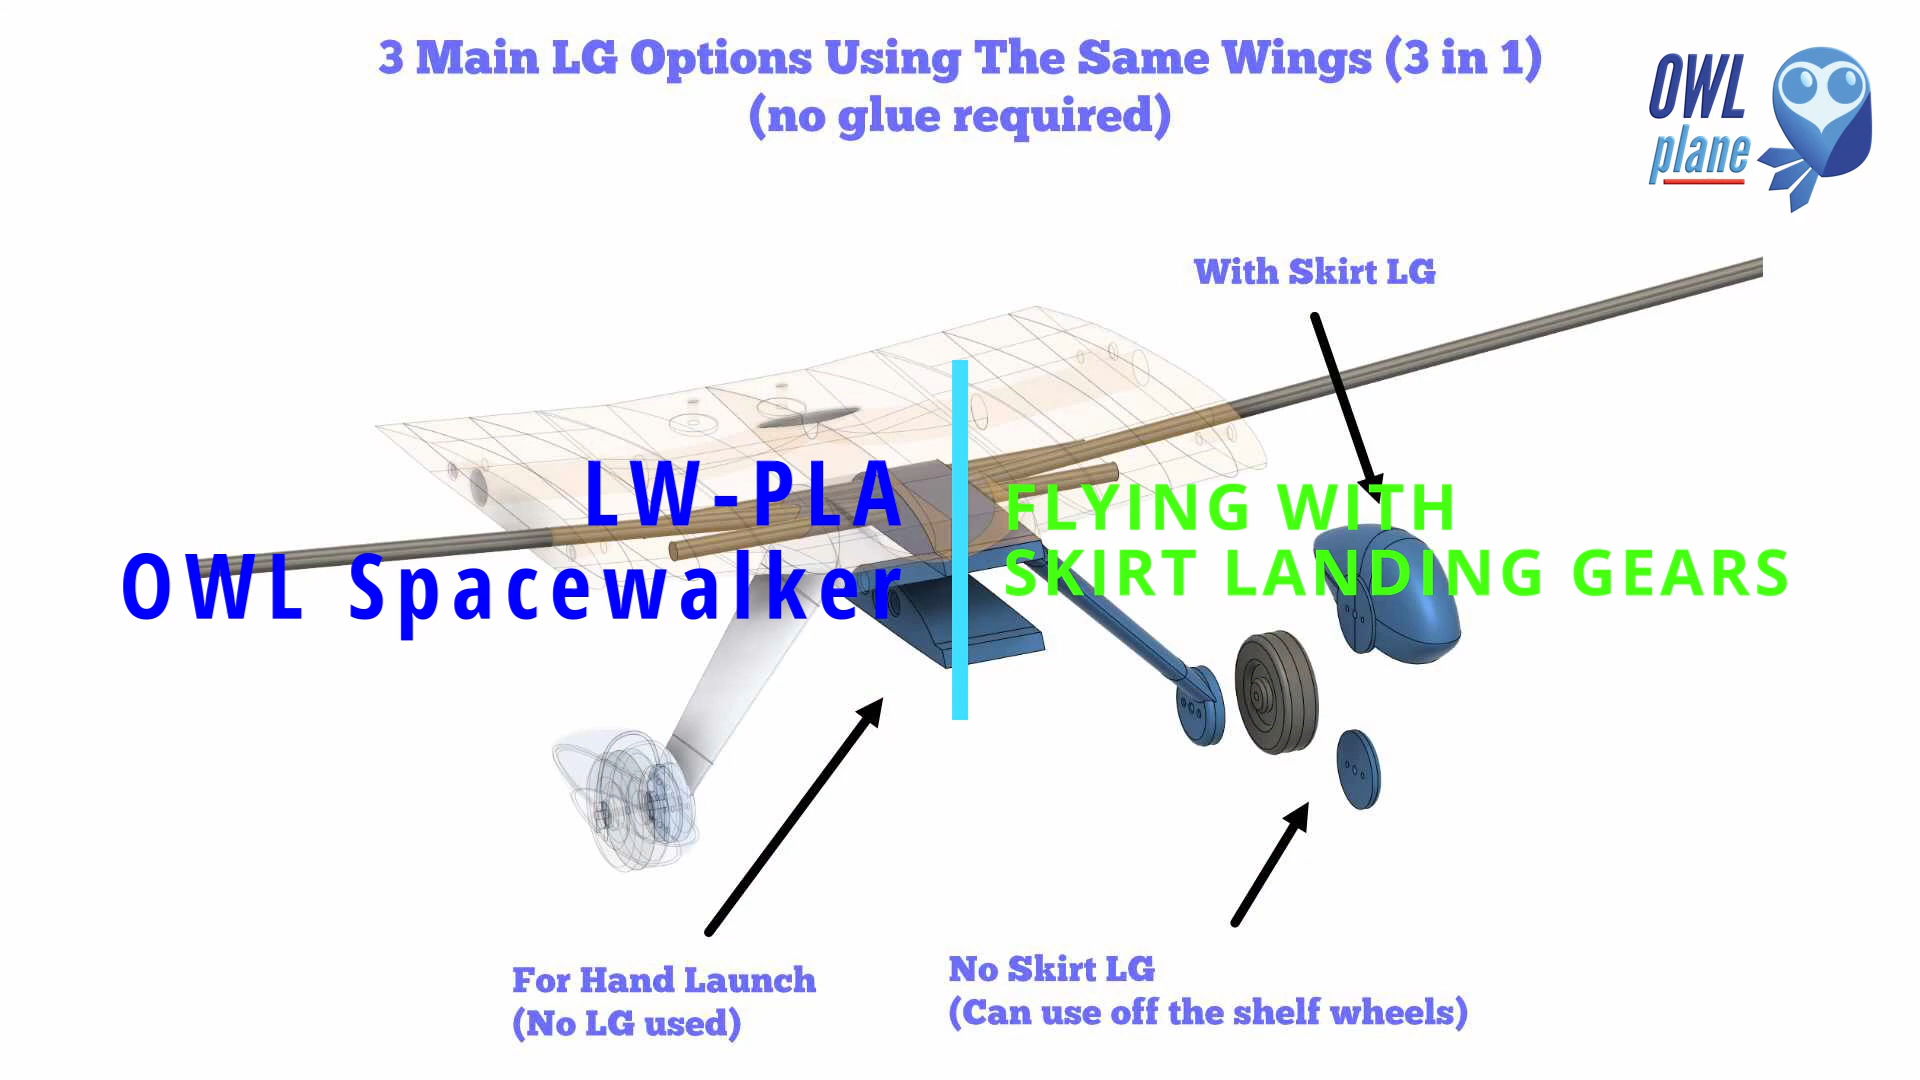 3 Main LG Options Using The Same Wings (3 in 1)
(no glue required)
OWL
plane
With Skirt LG
LW-PLA
OWL Spacewalker
FLYING WITH
SKIRT LANDING GEARS
For Hand Launch
(No LG used)
No Skirt LG
(Can use off the shelf wheels)